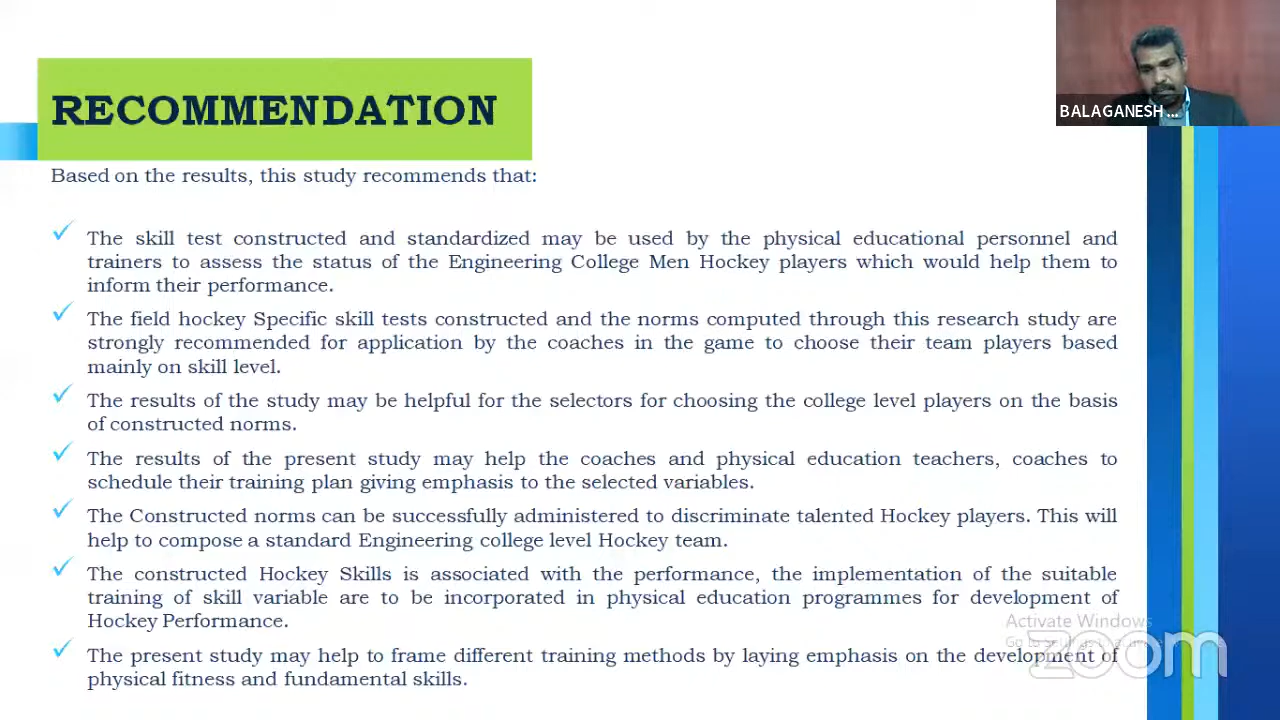 RECOMMENDATION
BALAGANESH ...
Based on the results, this study recommends that:
The skill test constructed and standardized may be used by the physical educational personnel and
trainers to assess the status of the Engineering College Men Hockey players which would help them to
inform their performance.
The field hockey Specific skill tests constructed and the norms computed through this research study are
strongly recommended for application by the coaches in the game to choose their team players based
mainly on skill level.
The results of the study may be helpful for the selectors for choosing the college level players on the basis
of constructed norms.
The results of the present study may help the coaches and physical education teachers, coaches to
schedule their training plan giving emphasis to the selected variables.
The Constructed norms can be successfully administered to discriminate talented Hockey players. This will
help to compose a standard Engineering college level Hockey team.
The constructed Hockey Skills is associated with the performance, the implementation of the suitable
training of skill variable are to be incorporated in physical education programmes for development of
Hockey Performance.
Activate Windows
Go to
zoom
The present study may help to frame different training methods by laying emphasis on the development of
physical fitness and fundamental skills.